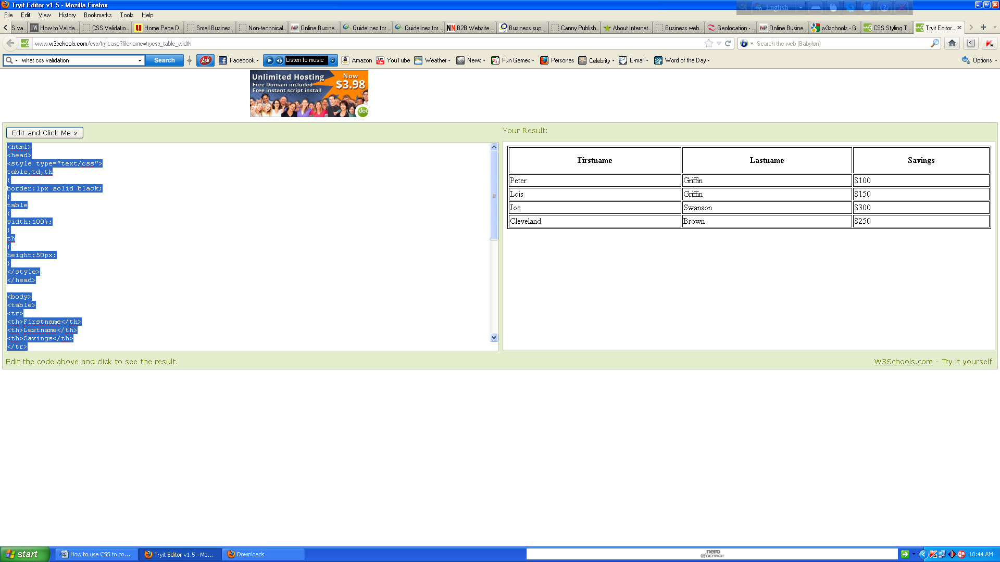 Tryit Editor v1.5 - Mozilla Firefox
English
File Edit View History Bookmarks Tools Help
S va... How to Valida... CSS Validatio... Home Page D... Small Business... Non-technical... Online Busine... Guidelines for ... Guidelines for ... B2B Website ... Business sup... Canny Publish... About Internet... Business web... Geolocation - ... Online Busine... w3schools - G... CSS Styling T... Tryit Editor...
www.w3schools.com/css/tryit.asp?filename=trycss_table_width
Search the web (Babylon)
what css validation Search Ask Facebook Listen to music Amazon YouTube Weather News Fun Games Personas Celebrity E-mail Word of the Day Options
Unlimited Hosting
Free Domain included
Free instant script install
Now
$3.98
dot
Edit and Click Me »
Your Result:
<html>
<head>
<style type="text/css">
table,td,th
{
border:1px solid black;
}
table
{
width:100%;
}
th
{
height:50px;
}
</style>
</head>
<body>
<table>
<tr>
<th>Firstname</th>
<th>Lastname</th>
<th>Savings</th>
</tr>
Firstname Lastname Savings
Peter Griffin $100
Lois Griffin $150
Joe Swanson $300
Cleveland Brown $250
Edit the code above and click to see the result.
W3Schools.com - Try it yourself
start How to use CSS to co... Tryit Editor v1.5 - Mo... Downloads nero SEARCH 10:44 AM